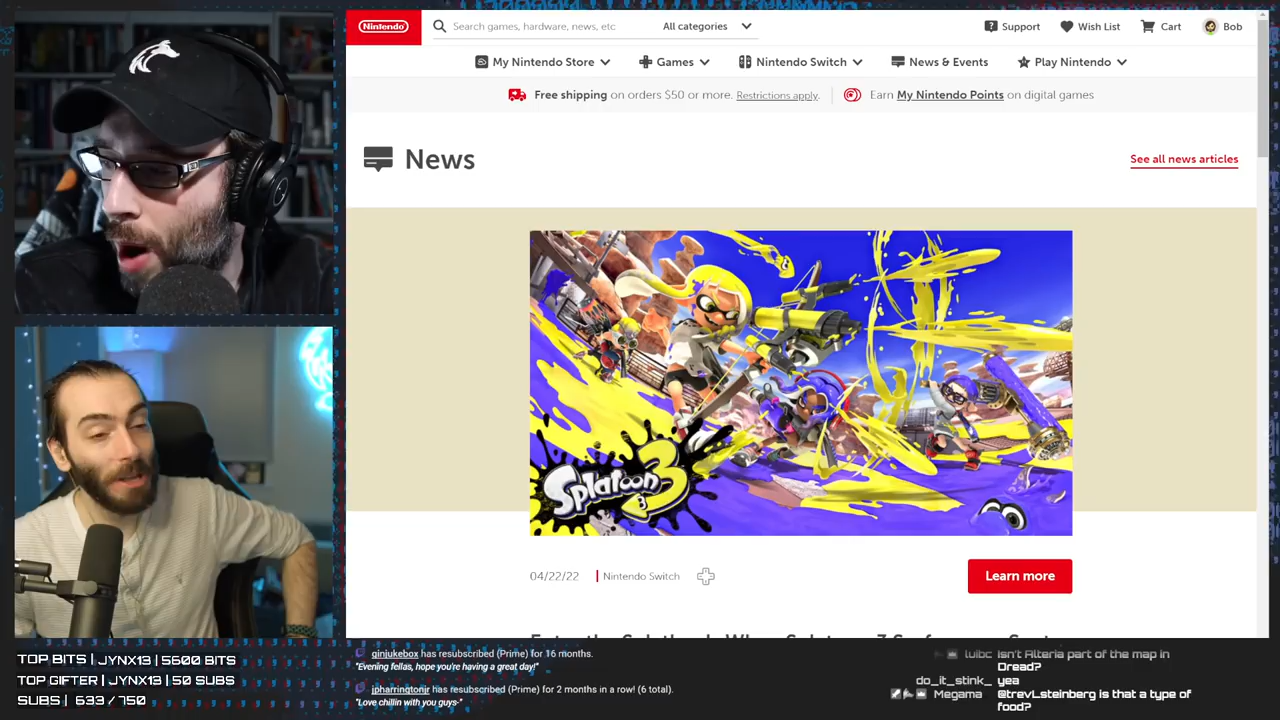 Nintendo
Search games, hardware, news, etc
All categories
Support
Wish List
Cart
Bob
My Nintendo Store
Games
Nintendo Switch
News & Events
Play Nintendo
Free shipping on orders $50 or more. Restrictions apply.
Earn My Nintendo Points on digital games
News
See all news articles
Splatoon 3
04/22/22
Nintendo Switch
Learn more
TOP BITS | JYNX13 | 5600 BITS
TOP GIFTER | JYNX13 | 50 SUBS
SUBS | 633 / 750
ginjukebox has resubscribed (Prime) for 16 months.
"Evening fellas, hope you're having a great day!"
jpharringtonjr has resubscribed (Prime) for 2 months in a row! (6 total).
"Love chillin with you guys~"
luibc isn't Alteria part of the map in
Dread?
do_it_stink_ yea
Megama @trevLsteinberg is that a type of
food?